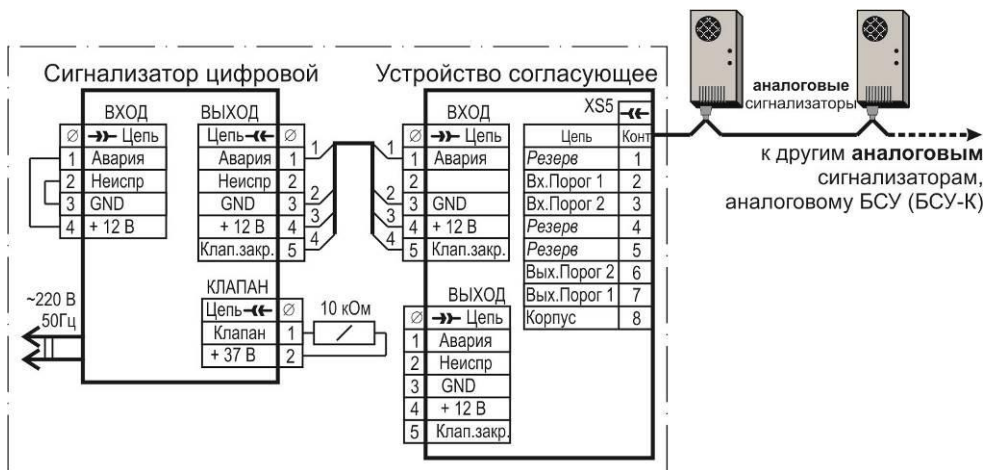 Сигнализатор цифровой
ВХОД
∅ Цепь
1 Авария
2 Неиспр
3 GND
4 + 12 В
ВЫХОД
Цепь ∅
Авария 1
Неиспр 2
GND 3
+ 12 В 4
Клап.закр. 5
1
2
3
4
КЛАПАН
Цепь ∅
Клапан 1
+ 37 В 2
10 кОм
~220 В
50Гц
Устройство согласующее
1
2
3
4
ВХОД
∅ Цепь
1 Авария
2
3 GND
4 + 12 В
5 Клап.закр.
ВЫХОД
∅ Цепь
1 Авария
2 Неиспр
3 GND
4 + 12 В
5 Клап.закр.
XS5
Цепь Конт
Резерв 1
Вх.Порог 1 2
Вх.Порог 2 3
Резерв 4
Резерв 5
Вых.Порог 2 6
Вых.Порог 1 7
Корпус 8
аналоговые
сигнализаторы
к другим аналоговым
сигнализаторам,
аналоговому БСУ (БСУ-К)